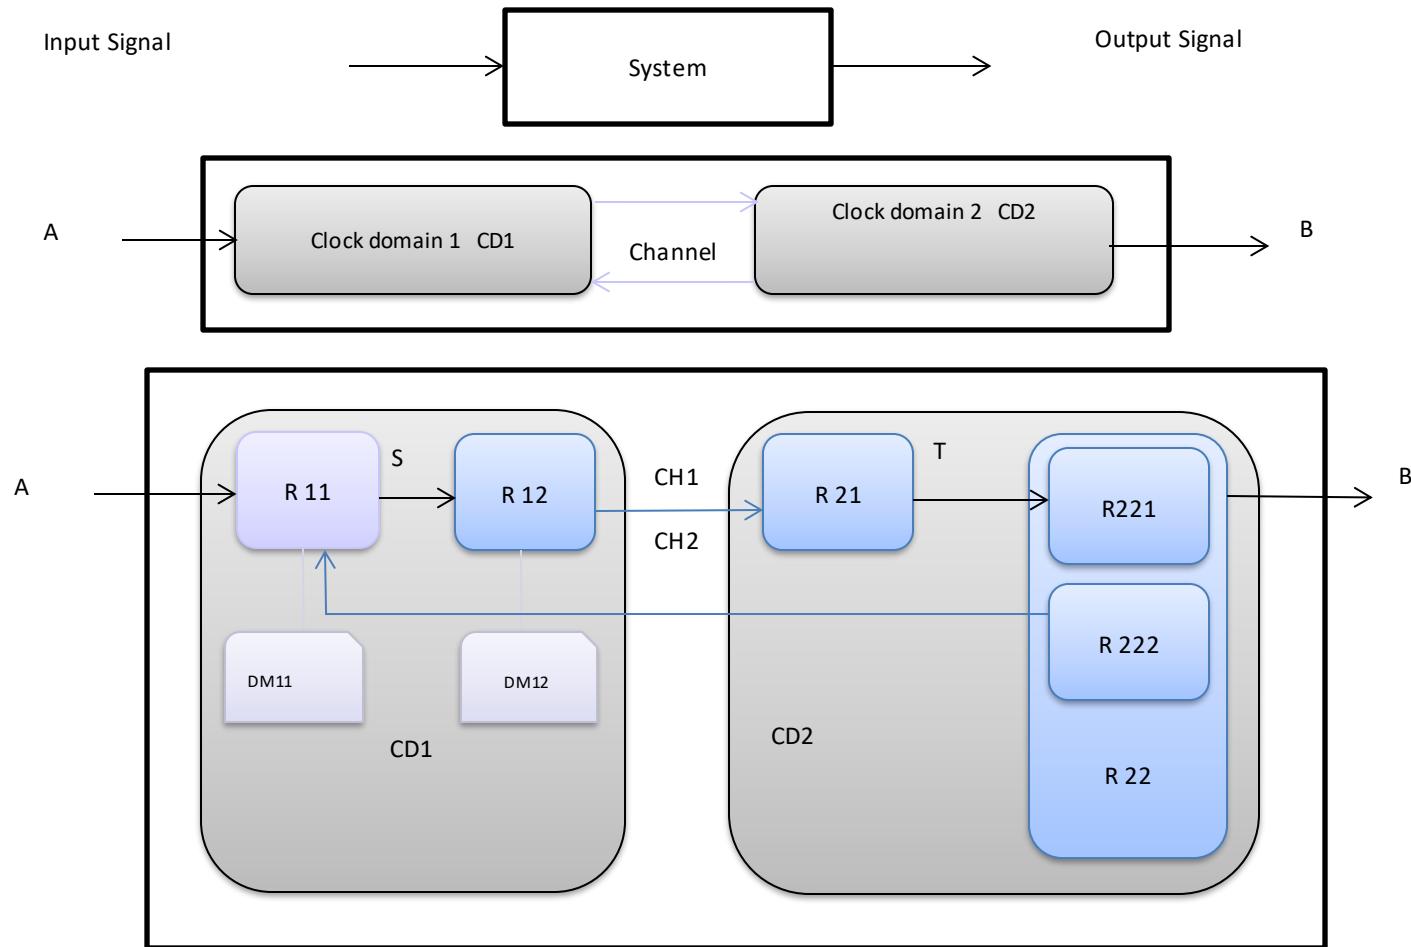 Input Signal
Output Signal
System
A
Clock domain 1 CD1
Channel
Clock domain 2 CD2
B
A
R 11
S
R 12
CH1
CH2
R 21
T
R221
B
R 222
DM11
DM12
CD1
CD2
R 22